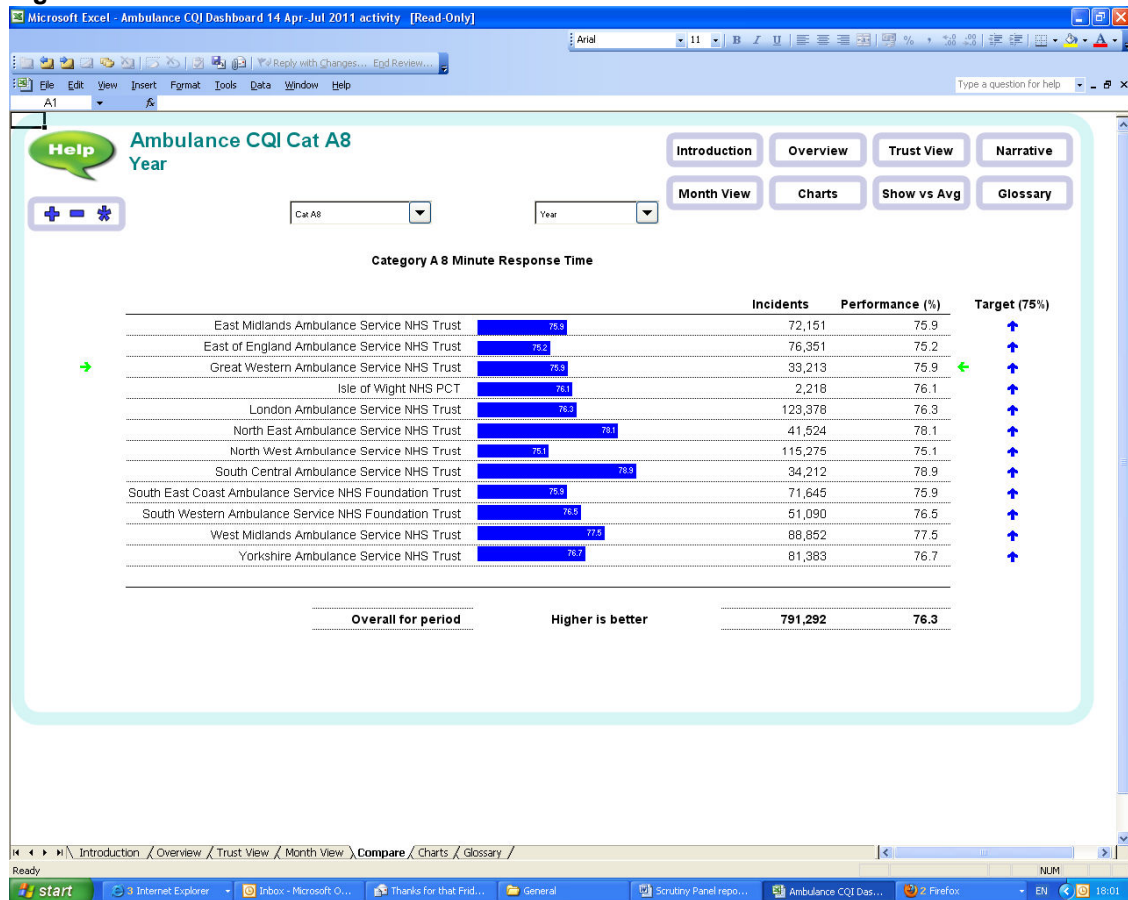 Microsoft Excel - Ambulance CQI Dashboard 14 Apr-Jul 2011 activity [Read-Only]
Arial 11 B I U % ,
Reply with Changes... End Review...
File Edit View Insert Format Tools Data Window Help Type a question for help
A1 fx
Help
Ambulance CQI Cat A8
Year
Introduction Overview Trust View Narrative
Month View Charts Show vs Avg Glossary
Cat A8 Year
Category A 8 Minute Response Time
Incidents Performance (%) Target (75%)
East Midlands Ambulance Service NHS Trust 75.9 72,151 75.9
East of England Ambulance Service NHS Trust 75.2 76,351 75.2
Great Western Ambulance Service NHS Trust 75.9 33,213 75.9
Isle of Wight NHS PCT 76.1 2,218 76.1
London Ambulance Service NHS Trust 76.3 123,378 76.3
North East Ambulance Service NHS Trust 78.1 41,524 78.1
North West Ambulance Service NHS Trust 75.1 115,275 75.1
South Central Ambulance Service NHS Trust 78.9 34,212 78.9
South East Coast Ambulance Service NHS Foundation Trust 75.9 71,645 75.9
South Western Ambulance Service NHS Foundation Trust 76.5 51,090 76.5
West Midlands Ambulance Service NHS Trust 77.5 88,852 77.5
Yorkshire Ambulance Service NHS Trust 76.7 81,383 76.7
Overall for period Higher is better 791,292 76.3
Introduction / Overview / Trust View / Month View \ Compare / Charts / Glossary /
Ready NUM
start 3 Internet Explorer Inbox - Microsoft O... Thanks for that Frid... General Scrutiny Panel repo... Ambulance CQI Das... 2 Firefox EN 18:01